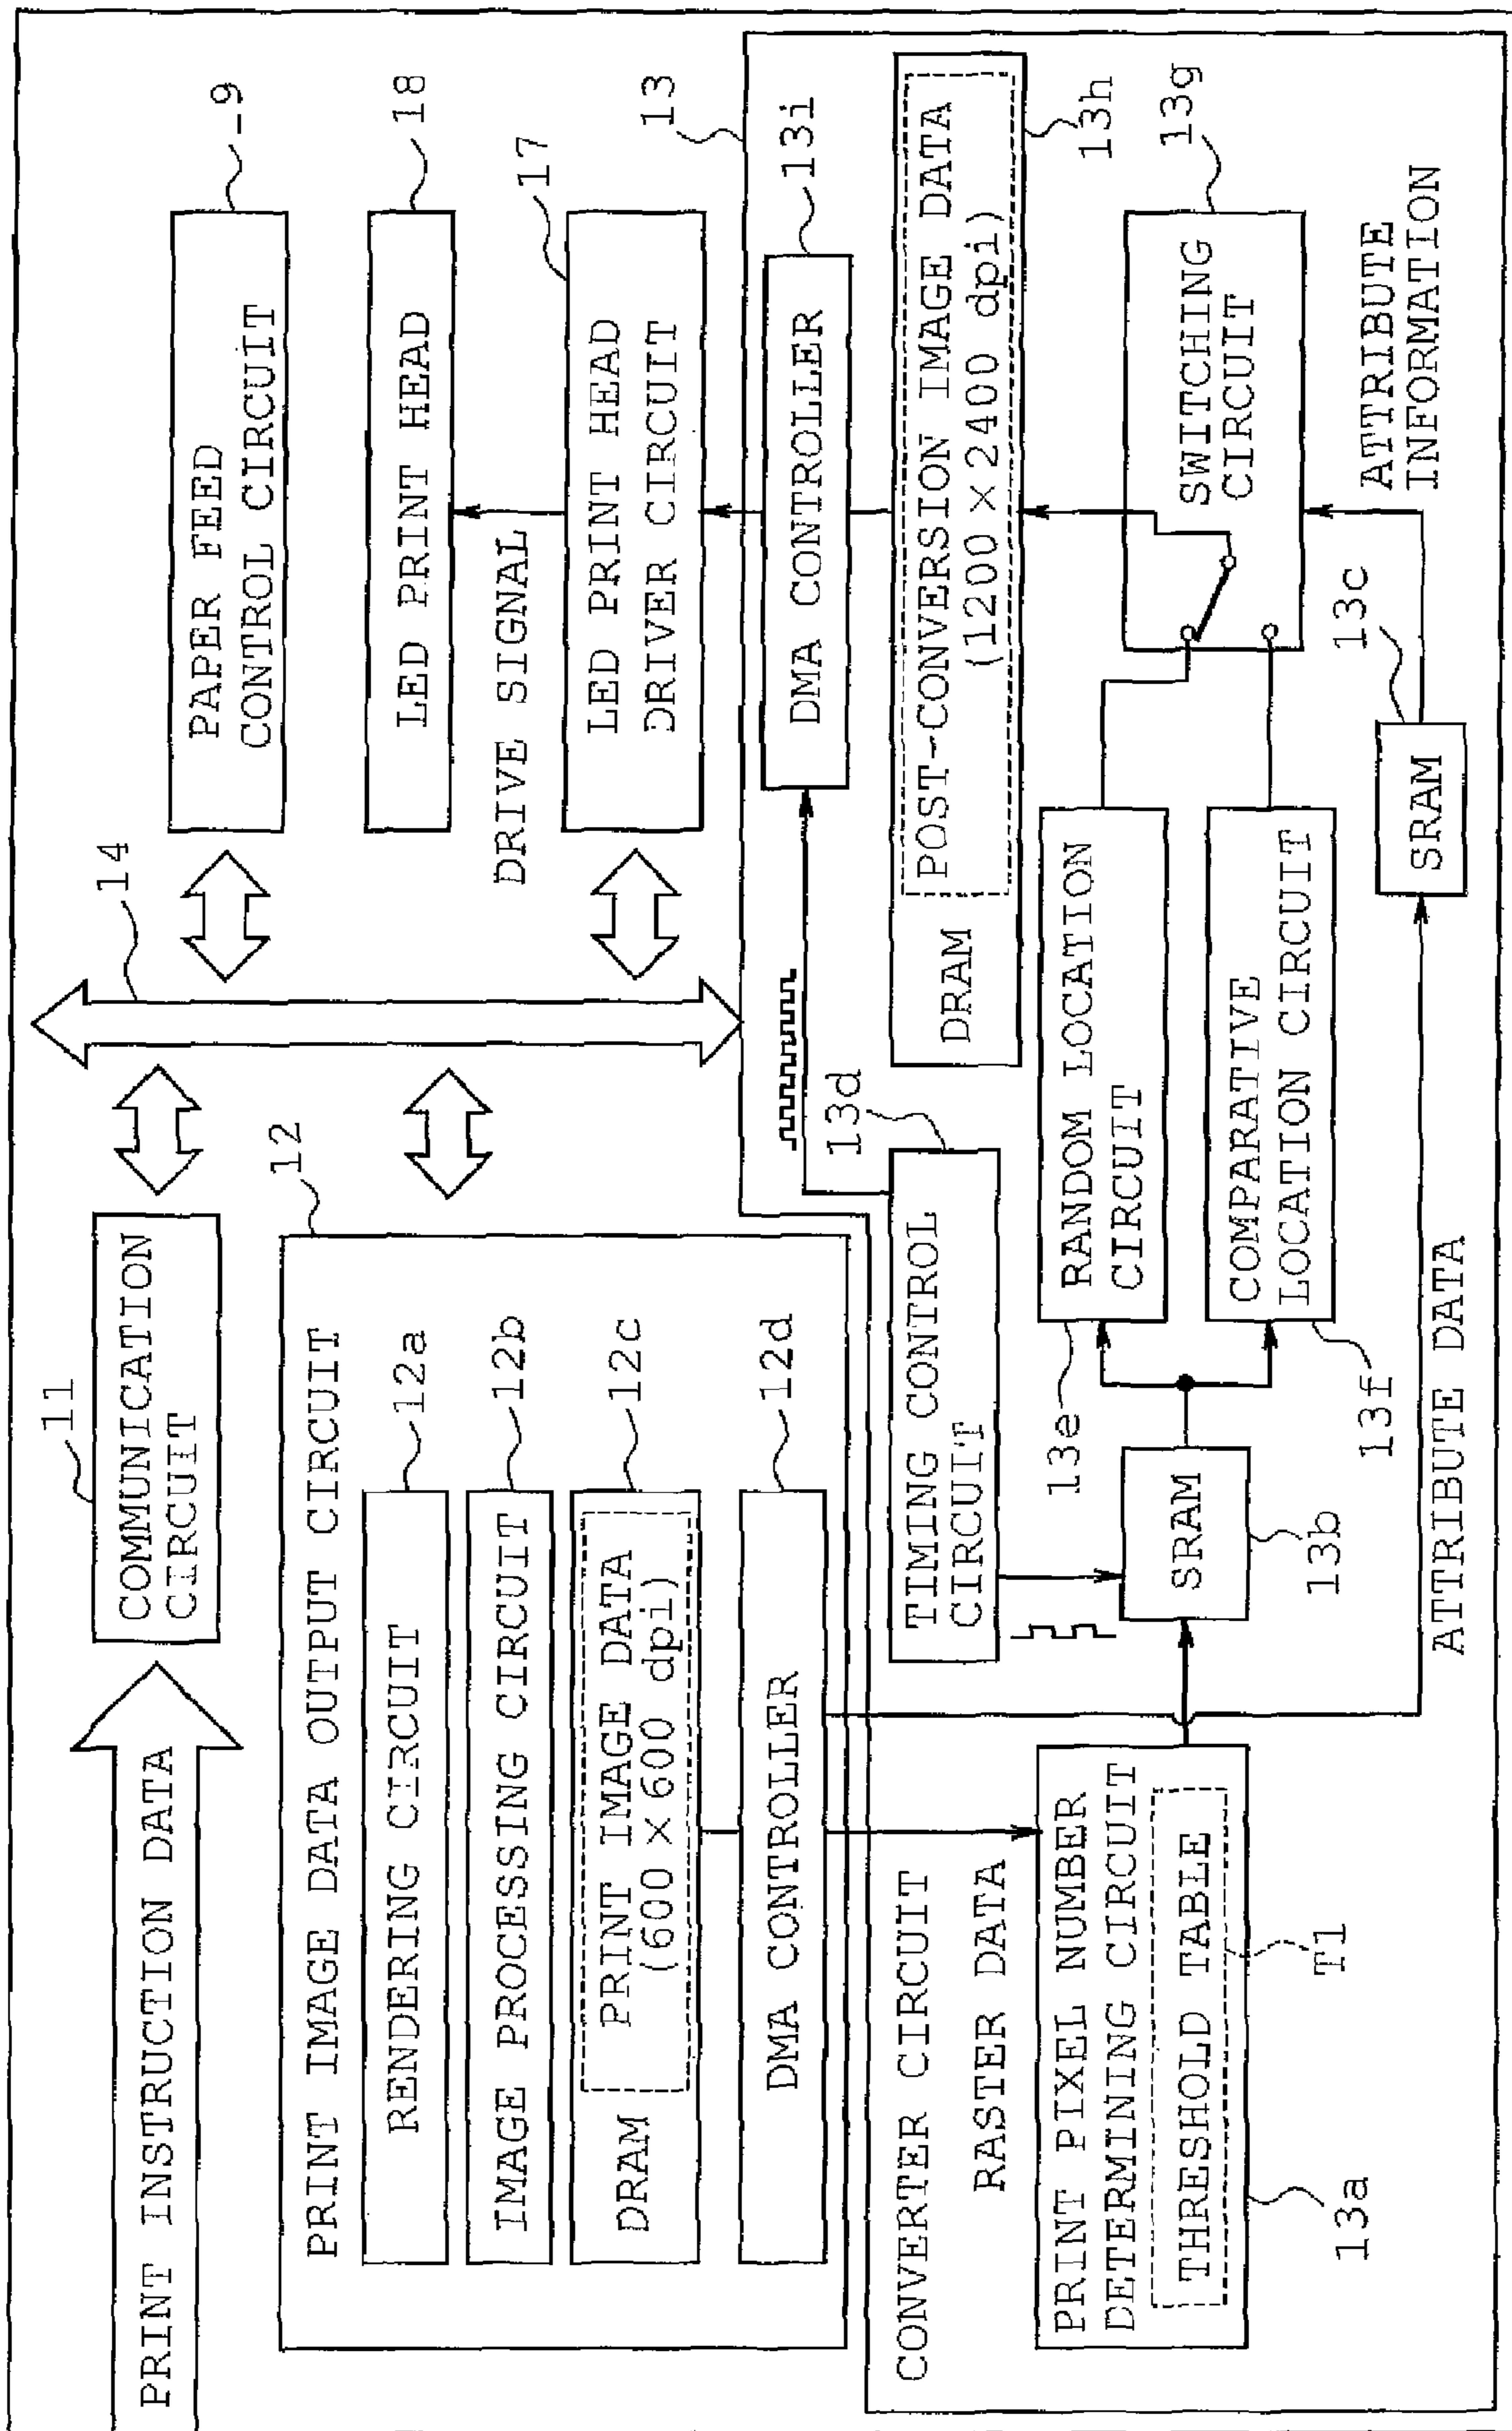 PRINT INSTRUCTION DATA
11
COMMUNICATION
CIRCUIT
14
PAPER FEED
CONTROL CIRCUIT
9
12
PRINT IMAGE DATA OUTPUT CIRCUIT
RENDERING CIRCUIT
12a
IMAGE PROCESSING CIRCUIT
12b
DRAM
PRINT IMAGE DATA
(600 × 600 dpi)
12c
DMA CONTROLLER
12d
LED PRINT HEAD
18
DRIVE SIGNAL
LED PRINT HEAD
DRIVER CIRCUIT
17
13
CONVERTER CIRCUIT
RASTER DATA
PRINT PIXEL NUMBER
DETERMINING CIRCUIT
THRESHOLD TABLE
T1
13a
TIMING CONTROL
CIRCUIT
13d
DMA CONTROLLER
13i
DRAM
POST-CONVERSION IMAGE DATA
(1200 × 2400 dpi)
13h
SRAM
13b
13e
RANDOM LOCATION
CIRCUIT
COMPARATIVE
LOCATION CIRCUIT
13f
SWITCHING
CIRCUIT
13g
ATTRIBUTE DATA
SRAM
13c
ATTRIBUTE
INFORMATION